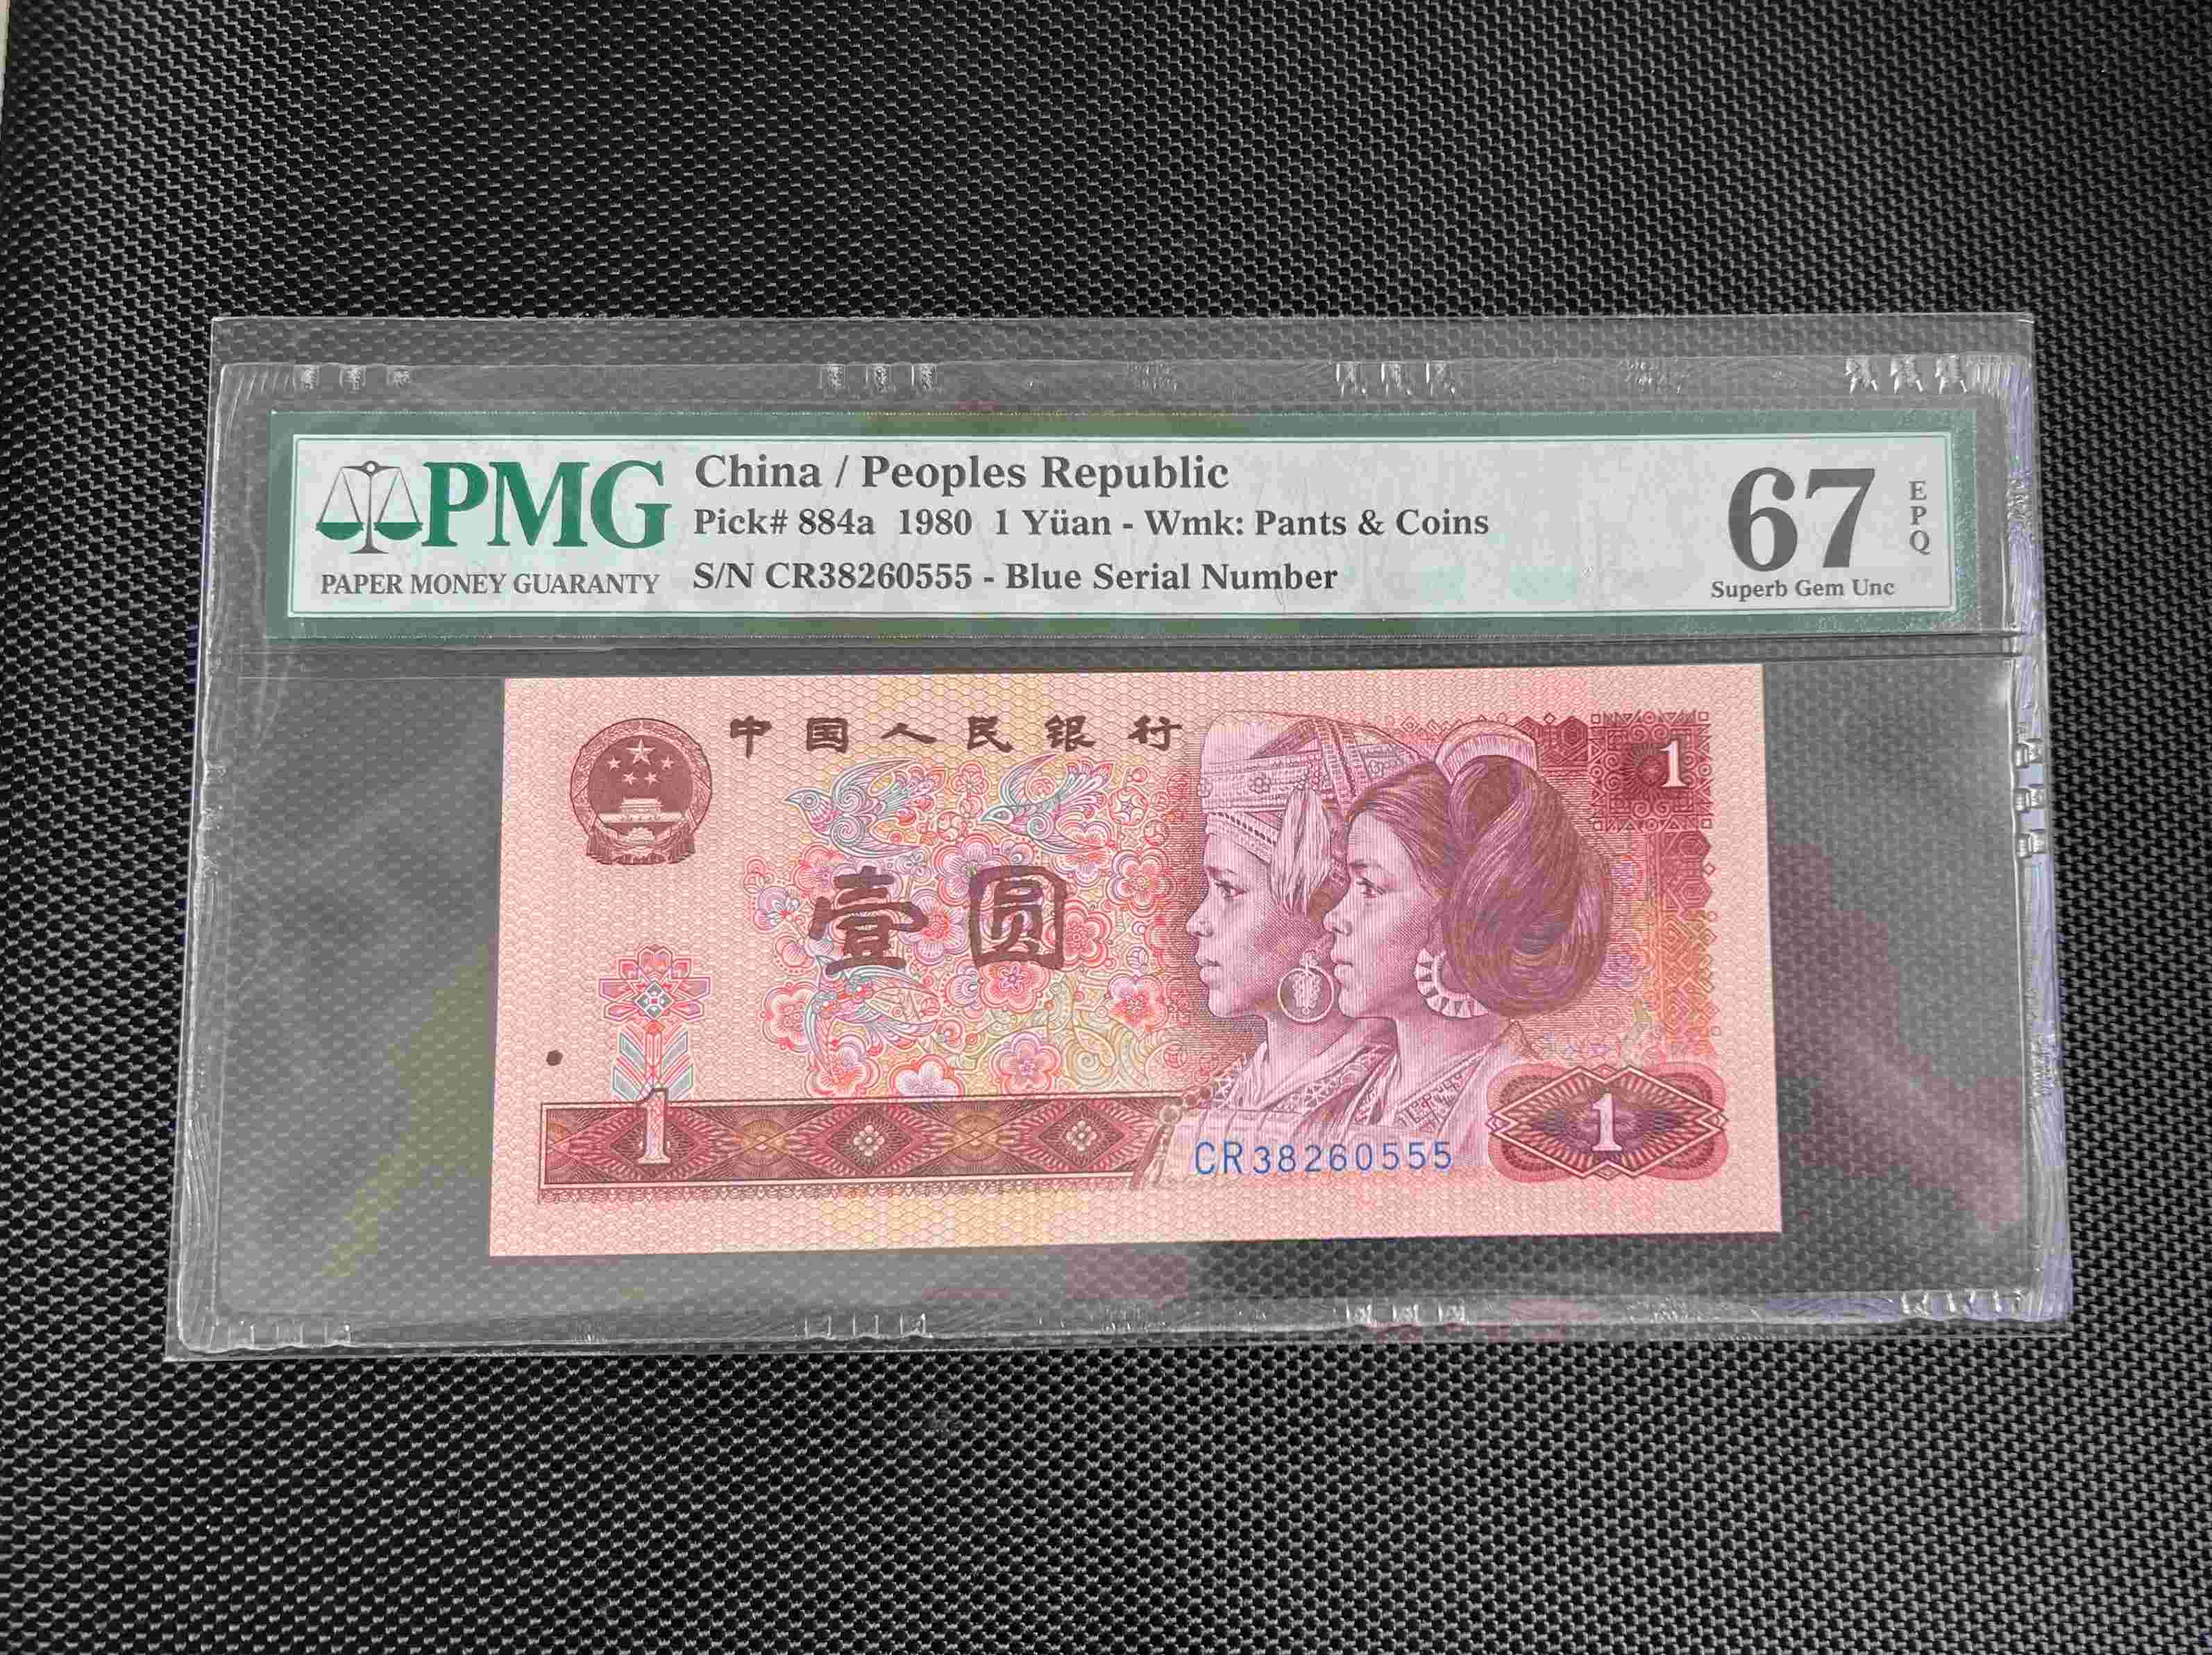 PMG
PAPER MONEY GUARANTY
China / Peoples Republic
Pick# 884a 1980 1 Yüan - Wmk: Pants & Coins
S/N CR38260555 - Blue Serial Number
67
EPQ
Superb Gem Unc
中国人民银行
1
壹圆
1
1
CR38260555